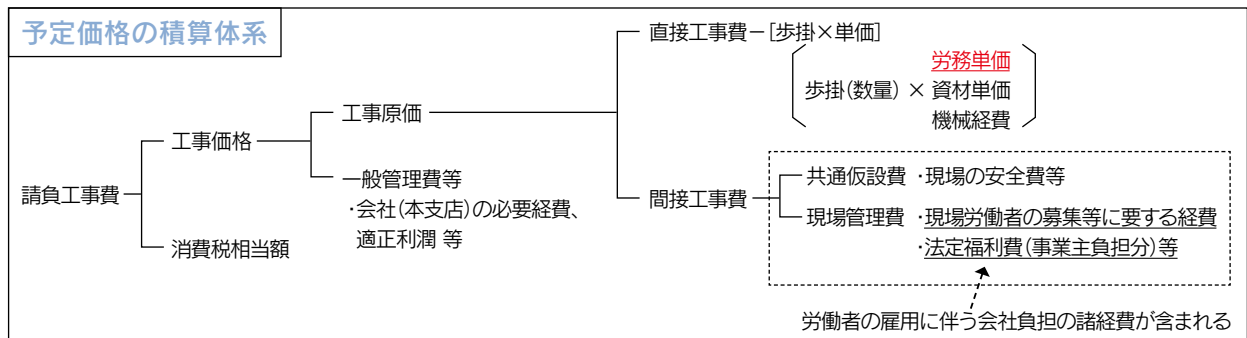 予定価格の積算体系
請負工事費
工事価格
消費税相当額
工事原価
一般管理費等
・会社(本支店)の必要経費、
適正利潤 等
直接工事費－[歩掛×単価]
労務単価
歩掛(数量) × 資材単価
機械経費
間接工事費
共通仮設費 ・現場の安全費等
現場管理費 ・現場労働者の募集等に要する経費
・法定福利費(事業主負担分)等
労働者の雇用に伴う会社負担の諸経費が含まれる